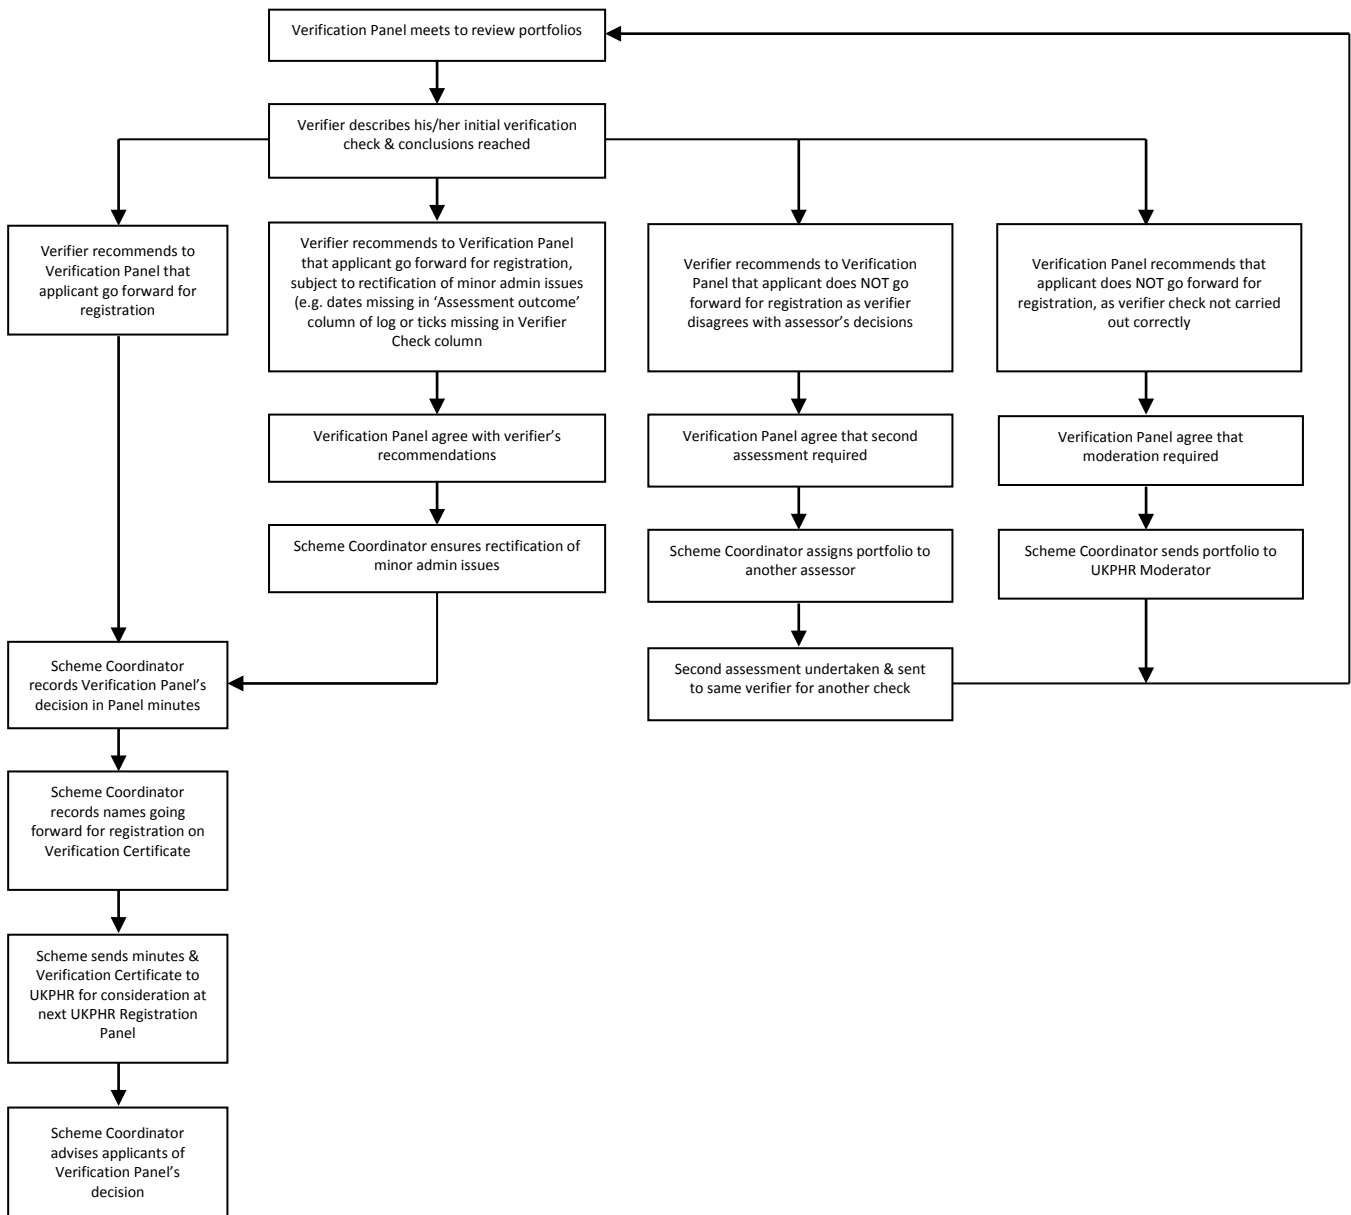 Verification Panel meets to review portfolios
Verifier describes his/her initial verification
check & conclusions reached
Verifier recommends to
Verification Panel that
applicant go forward for
registration
Verifier recommends to Verification Panel
that applicant go forward for registration,
subject to rectification of minor admin issues
(e.g. dates missing in ‘Assessment outcome’
column of log or ticks missing in Verifier
Check column
Verifier recommends to Verification
Panel that applicant does NOT go
forward for registration as verifier
disagrees with assessor’s decisions
Verification Panel recommends that
applicant does NOT go forward for
registration, as verifier check not carried
out correctly
Verification Panel agree with verifier’s
recommendations
Verification Panel agree that second
assessment required
Verification Panel agree that
moderation required
Scheme Coordinator ensures rectification of
minor admin issues
Scheme Coordinator assigns portfolio to
another assessor
Scheme Coordinator sends portfolio to
UKPHR Moderator
Scheme Coordinator
records Verification Panel’s
decision in Panel minutes
Second assessment undertaken & sent
to same verifier for another check
Scheme Coordinator
records names going
forward for registration on
Verification Certificate
Scheme sends minutes &
Verification Certificate to
UKPHR for consideration at
next UKPHR Registration
Panel
Scheme Coordinator
advises applicants of
Verification Panel’s
decision